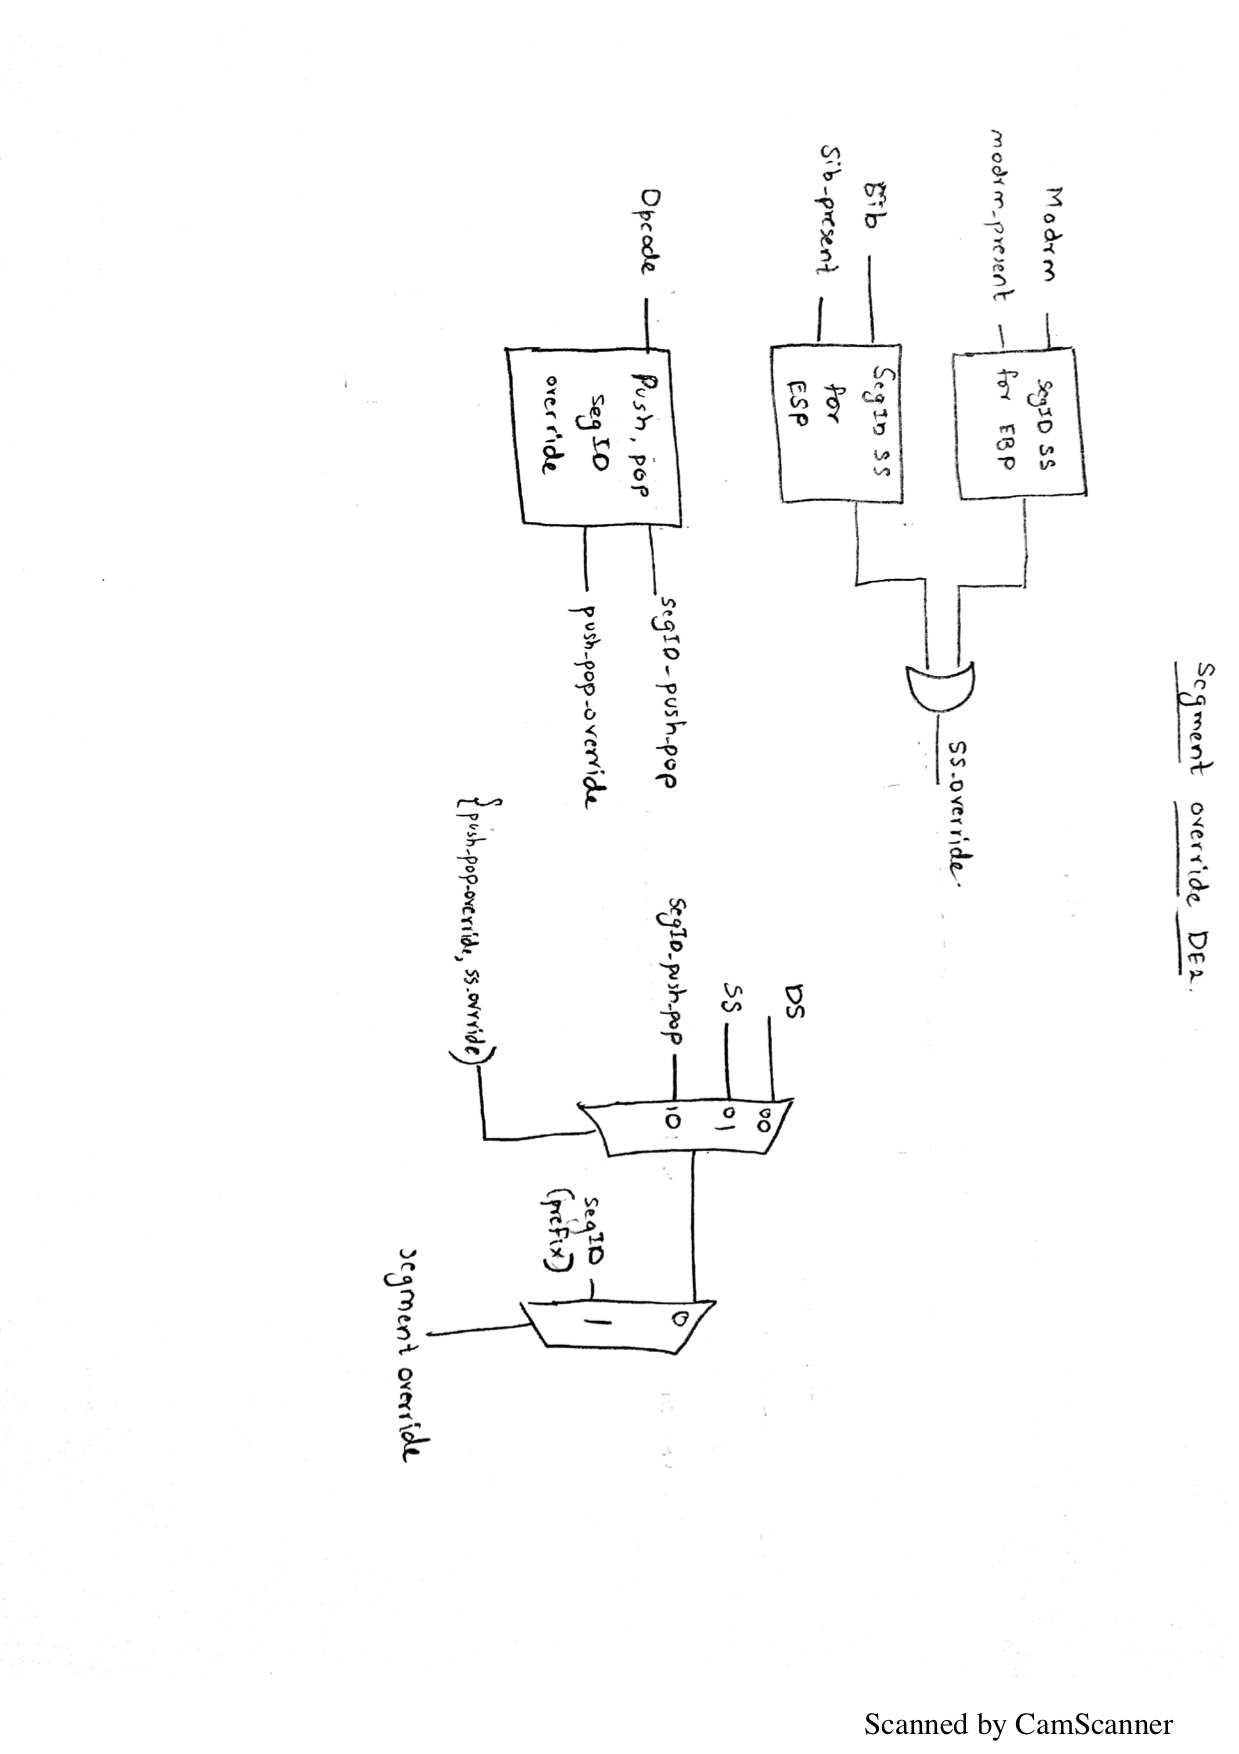 Segment override DE2.
Modrm
modrm-present
SegID SS
for EBP
Sib
Sib-present
SegID SS
for
ESP
SS-override.
Opcode
Push, pop
SegID
override
SegID-push-pop
push-pop-override
DS
SS
SegID-push-pop
00
01
10
{push-pop-override, ss-override)
SegID
(prefix)
0
1
Segment override
Scanned by CamScanner